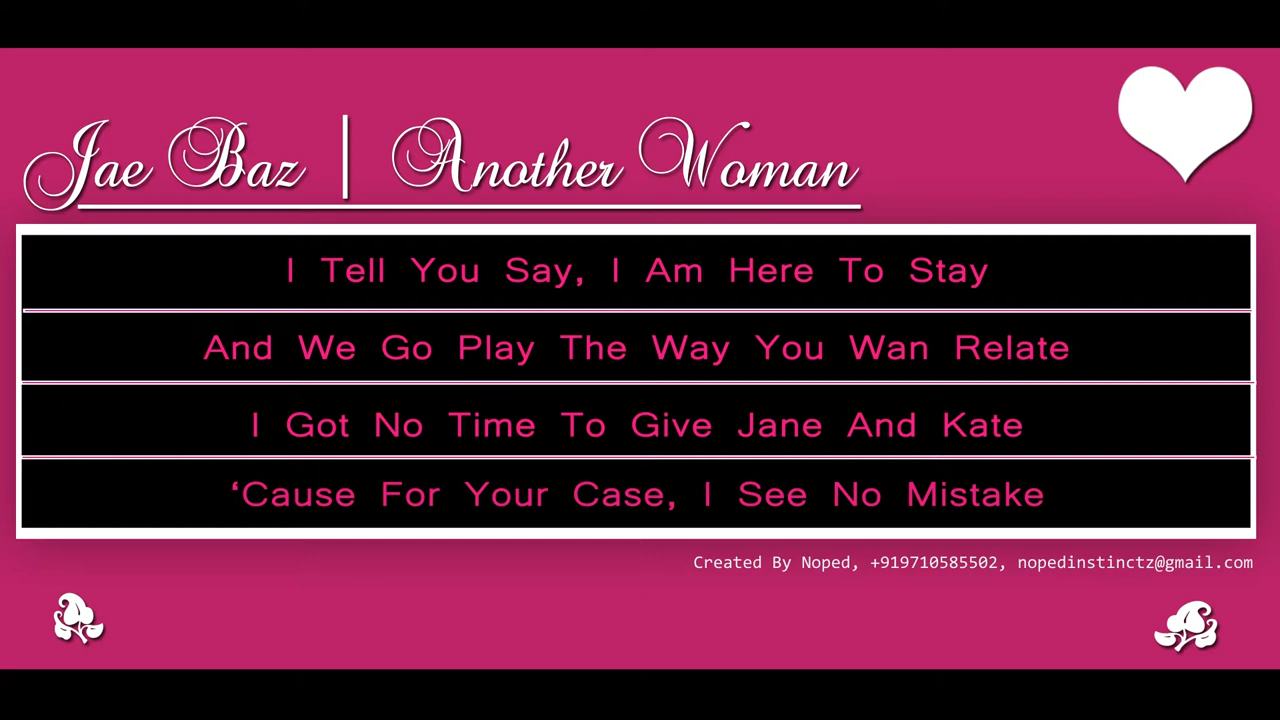 Jae Baz | Another Woman
I Tell You Say, I Am Here To Stay
And We Go Play The Way You Wan Relate
I Got No Time To Give Jane And Kate
‘Cause For Your Case, I See No Mistake
Created By Noped, +919710585502, nopedinstinctz@gmail.com